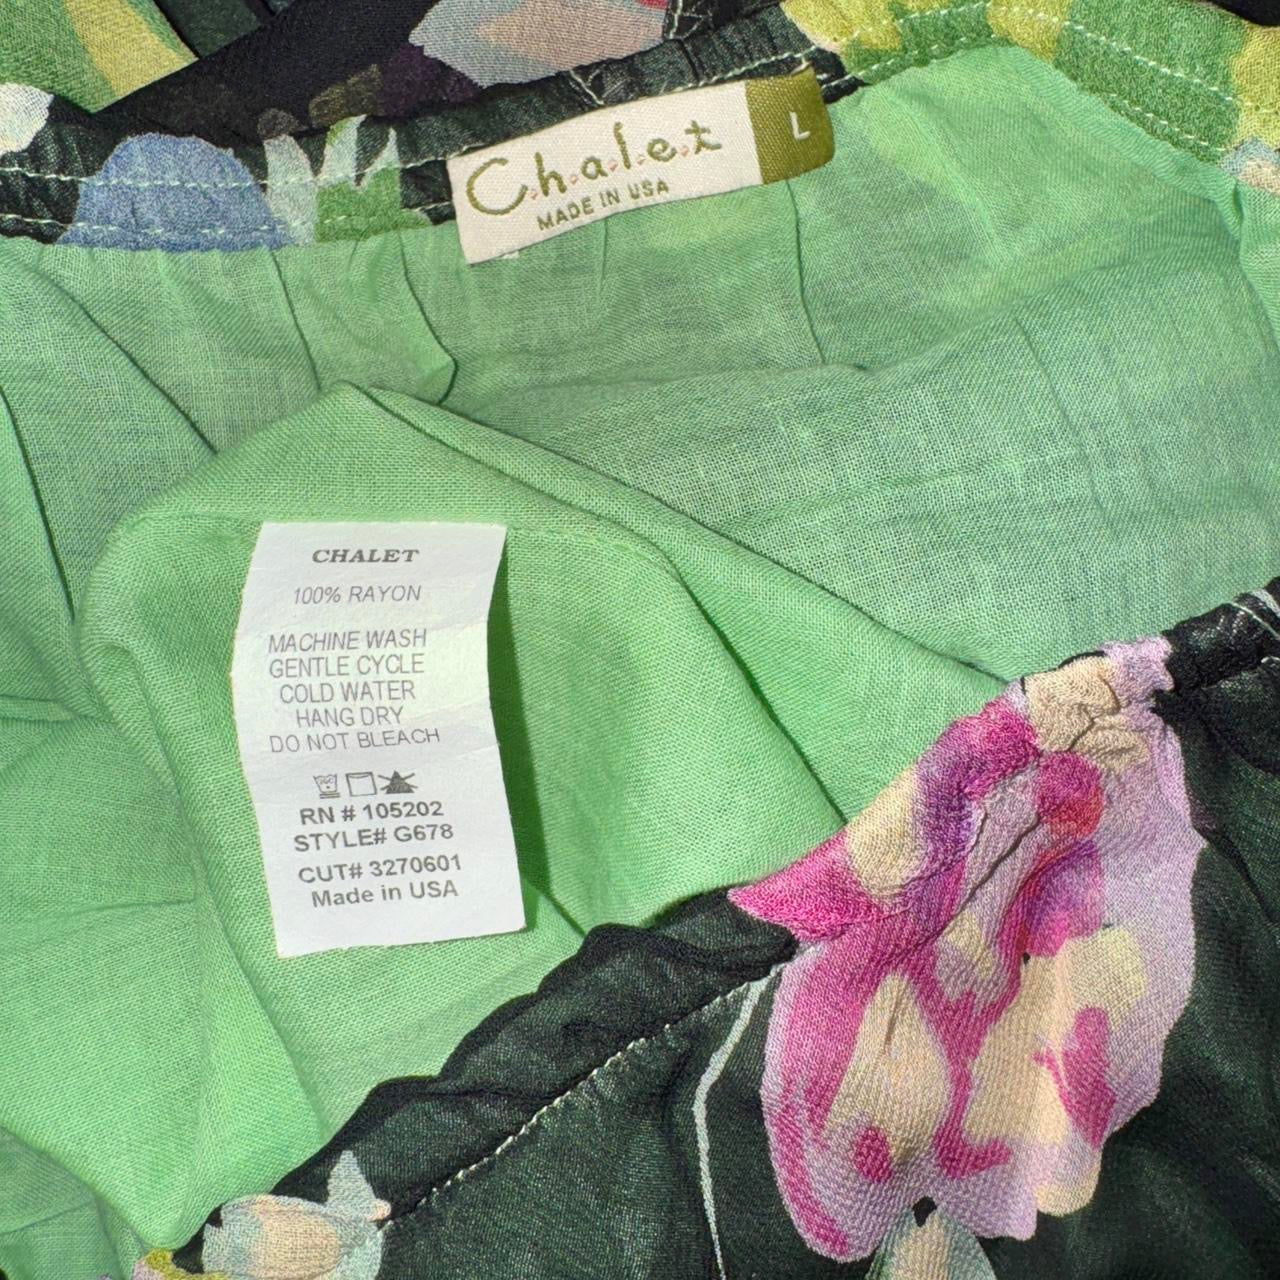 C.h.a.l.e.t
MADE IN USA
L
CHALET
100% RAYON
MACHINE WASH
GENTLE CYCLE
COLD WATER
HANG DRY
DO NOT BLEACH
RN # 105202
STYLE# G678
CUT# 3270601
Made in USA